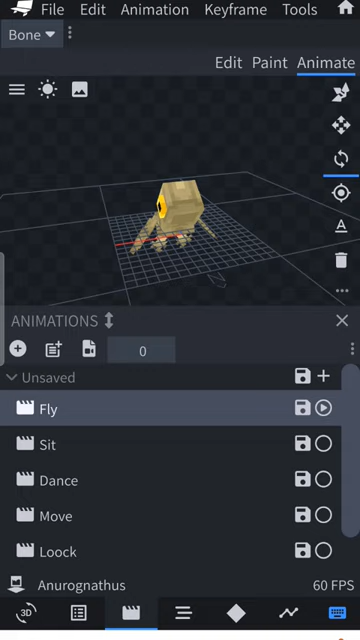 File Edit Animation Keyframe Tools
Bone
Edit Paint Animate
ANIMATIONS
0
Unsaved
Fly
Sit
Dance
Move
Loock
Anurognathus 60 FPS
3D